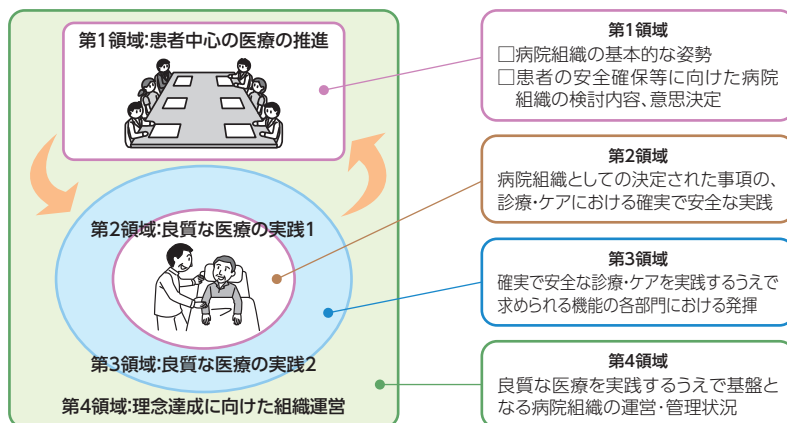 第1領域:患者中心の医療の推進
第2領域:良質な医療の実践1
第3領域:良質な医療の実践2
第4領域:理念達成に向けた組織運営
第1領域
□病院組織の基本的な姿勢
□患者の安全確保等に向けた病院
組織の検討内容、意思決定
第2領域
病院組織としての決定された事項の、
診療・ケアにおける確実で安全な実践
第3領域
確実で安全な診療・ケアを実践するうえで
求められる機能の各部門における発揮
第4領域
良質な医療を実践するうえで基盤と
なる病院組織の運営・管理状況